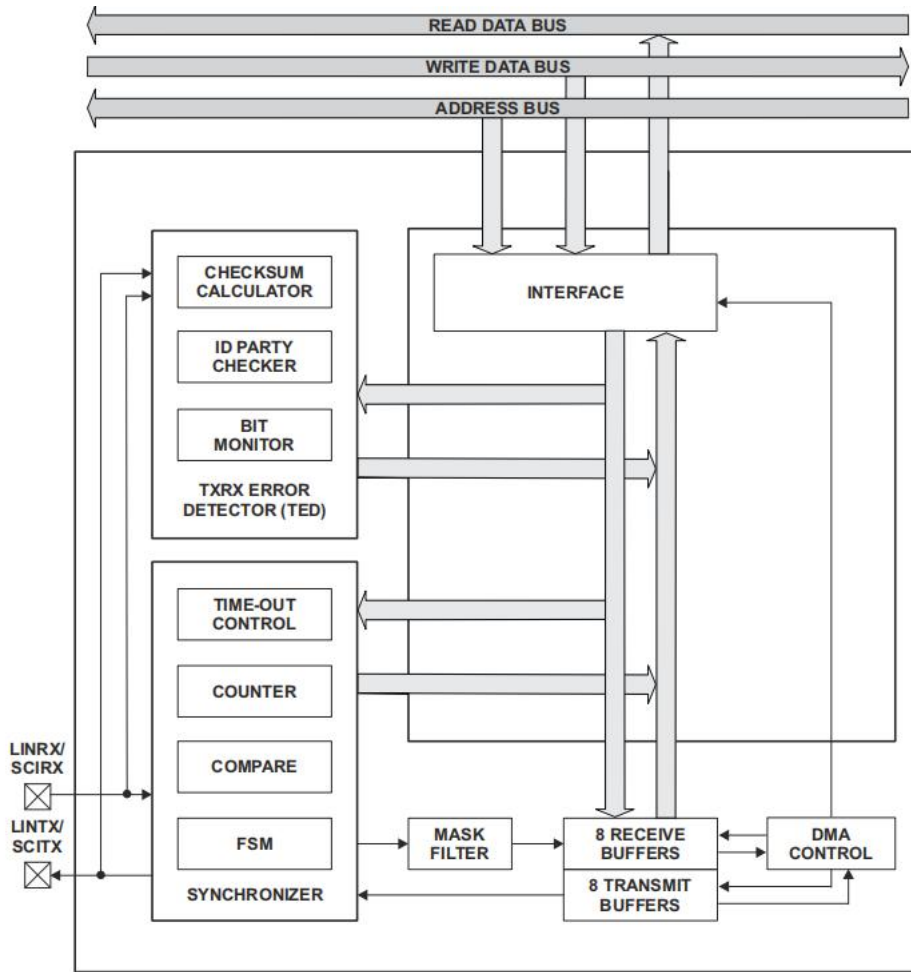 READ DATA BUS
WRITE DATA BUS
ADDRESS BUS
CHECKSUM
CALCULATOR
INTERFACE
ID PARTY
CHECKER
BIT
MONITOR
TXRX ERROR
DETECTOR (TED)
TIME-OUT
CONTROL
COUNTER
COMPARE
FSM
SYNCHRONIZER
LINRX/
SCIRX
LINTX/
SCITX
MASK
FILTER
8 RECEIVE
BUFFERS
8 TRANSMIT
BUFFERS
DMA
CONTROL